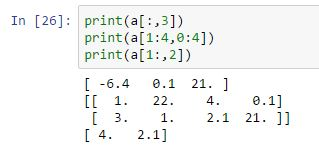 In [26]: print(a[:,3])
print(a[1:4,0:4])
print(a[1:,2])
[ -6.4 0.1 21. ]
[[ 1. 22. 4. 0.1]
[ 3. 1. 2.1 21. ]]
[ 4. 2.1]